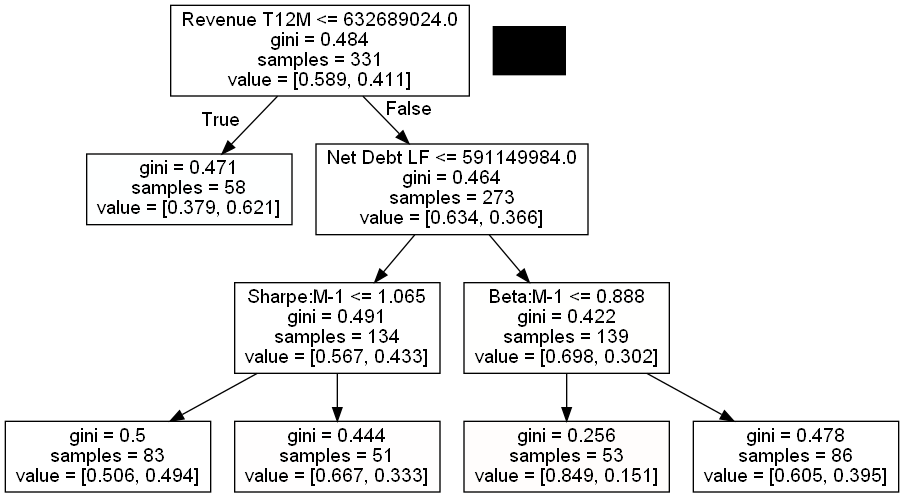 Revenue T12M <= 632689024.0
gini = 0.484
samples = 331
value = [0.589, 0.411]
True
False
gini = 0.471
samples = 58
value = [0.379, 0.621]
Net Debt LF <= 591149984.0
gini = 0.464
samples = 273
value = [0.634, 0.366]
Sharpe:M-1 <= 1.065
gini = 0.491
samples = 134
value = [0.567, 0.433]
Beta:M-1 <= 0.888
gini = 0.422
samples = 139
value = [0.698, 0.302]
gini = 0.5
samples = 83
value = [0.506, 0.494]
gini = 0.444
samples = 51
value = [0.667, 0.333]
gini = 0.256
samples = 53
value = [0.849, 0.151]
gini = 0.478
samples = 86
value = [0.605, 0.395]